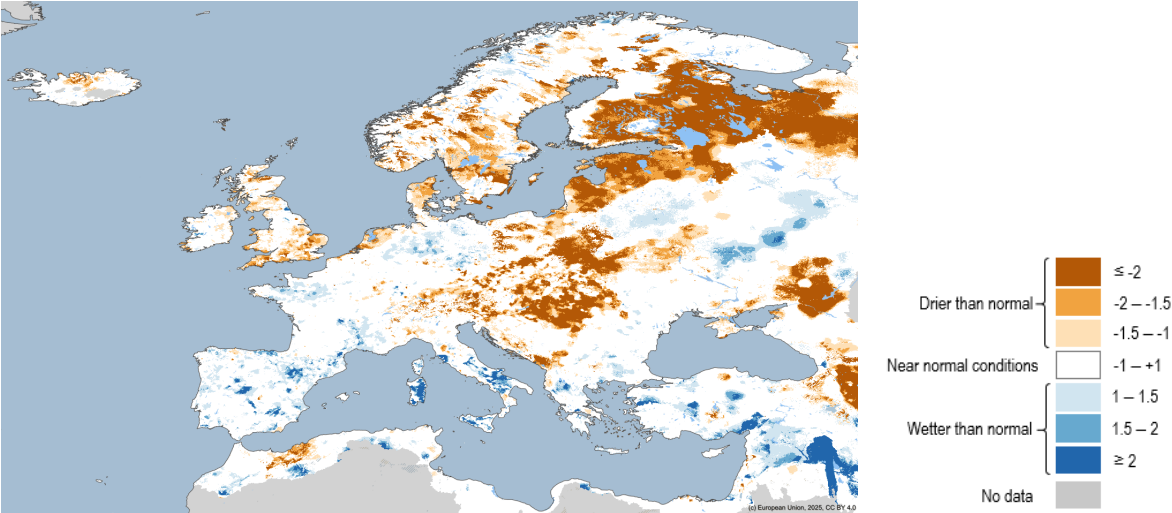 ≤ -2
Drier than normal
-2 – -1.5
-1.5 – -1
Near normal conditions
-1 – +1
1 – 1.5
Wetter than normal
1.5 – 2
≥ 2
No data
(c) European Union, 2025, CC BY 4.0